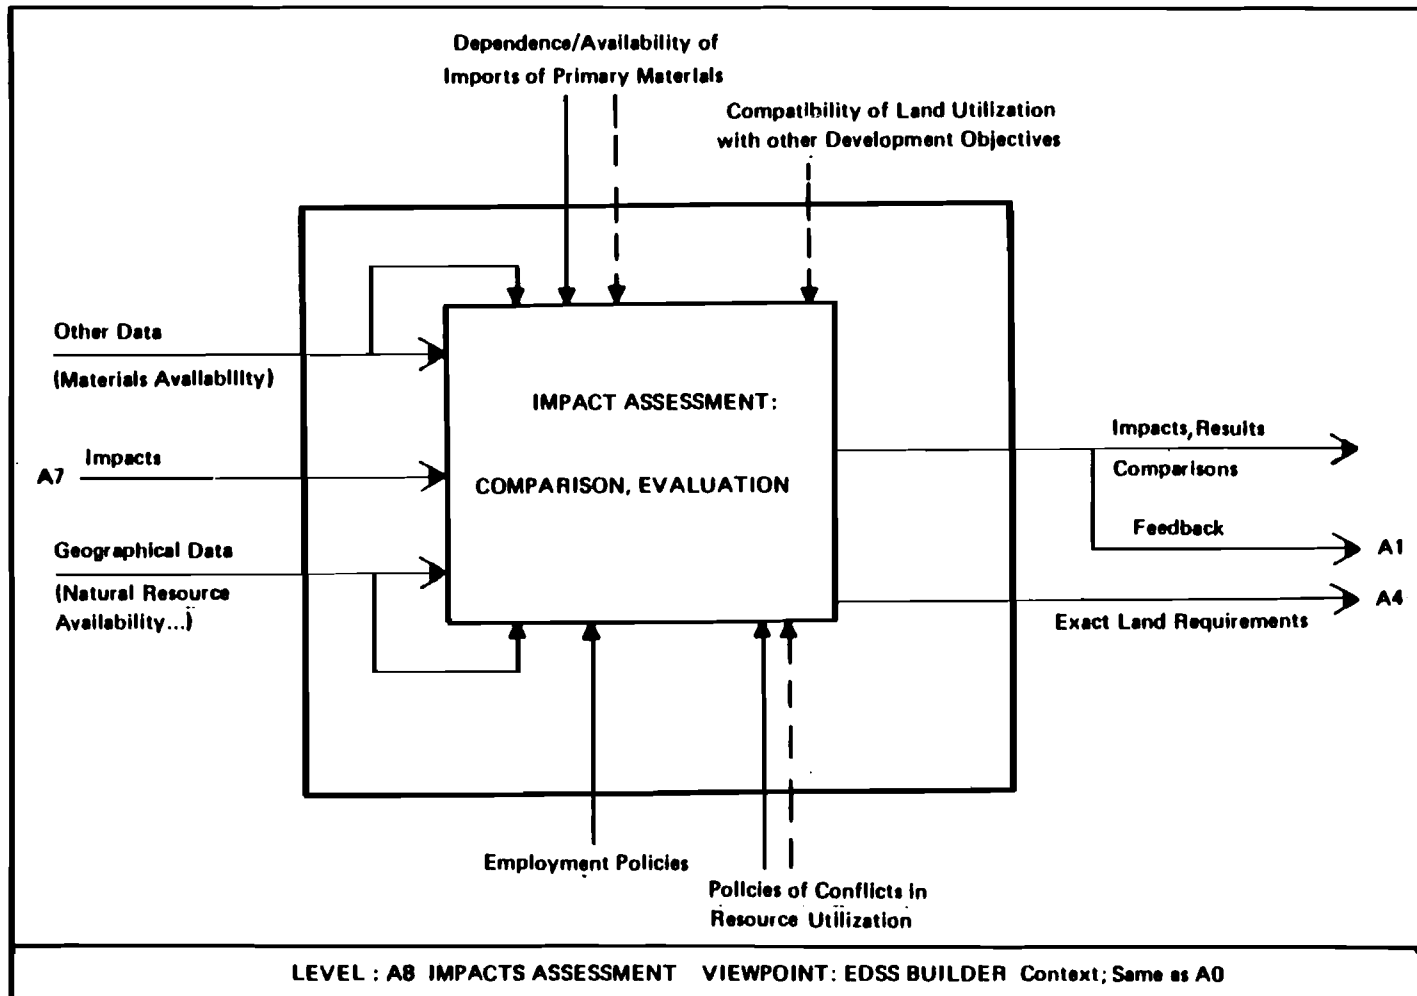 Dependence/Availability of
Imports of Primary Materials
Compatibility of Land Utilization
with other Development Objectives
Other Data
(Materials Availability)
IMPACT ASSESSMENT:
COMPARISON, EVALUATION
A7
Impacts
Geographical Data
(Natural Resource
Availability...)
Impacts, Results
Comparisons
Feedback
A1
A4
Exact Land Requirements
Employment Policies
Policies of Conflicts in
Resource Utilization
LEVEL : A8 IMPACTS ASSESSMENT VIEWPOINT: EDSS BUILDER Context; Same as A0